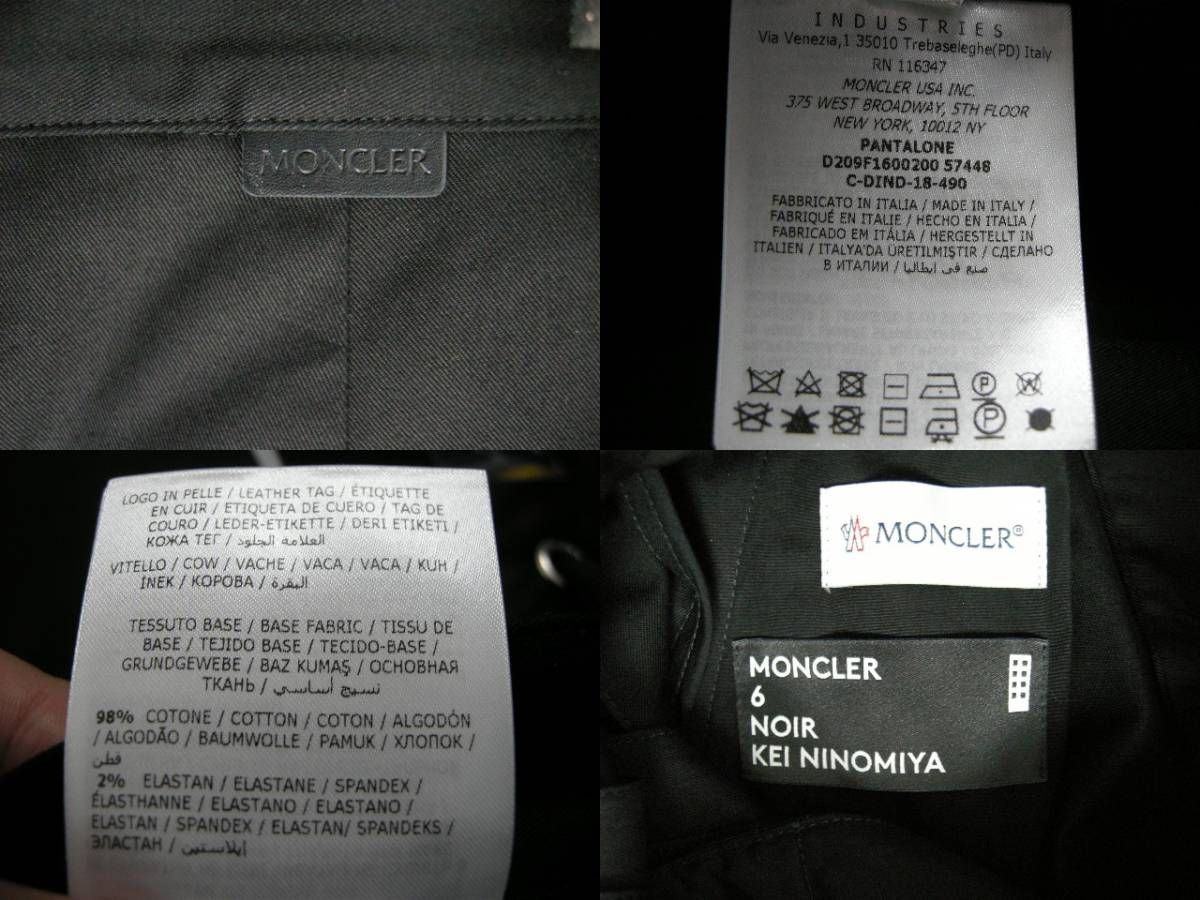 MONCLER
INDUSTRIES
Via Venezia,1 35010 Trebaseleghe(PD) Italy
RN 116347
MONCLER USA INC.
375 WEST BROADWAY, 5TH FLOOR
NEW YORK, 10012 NY
PANTALONE
D209F1600200 57448
C-DIND-18-490
FABBRICATO IN ITALIA / MADE IN ITALY /
FABRIQUÉ EN ITALIE / HECHO EN ITALIA /
FABRICADO EM ITÁLIA / HERGESTELLT IN
ITALIEN / ITALYA'DA ÜRETILMIŞTIR / СДЕЛАНО
В ИТАЛИИ / صنع في ايطاليا
LOGO IN PELLE / LEATHER TAG / ÉTIQUETTE
EN CUIR / ETIQUETA DE CUERO / TAG DE
COURO / LEDER-ETIKETTE / DERI ETIKETI /
КОЖА ТЕГ / العلامه الجلود
VITELLO / COW / VACHE / VACA / VACA / KUH /
INEK / КОРОВА / البقرة
TESSUTO BASE / BASE FABRIC / TISSU DE
BASE / TEJIDO BASE / TECIDO-BASE /
GRUNDGEWEBE / BAZ KUMAŞ / ОСНОВНАЯ
ТКАНЬ / نسيج أساسي
98% COTONE / COTTON / COTON / ALGODÓN
/ ALGODÃO / BAUMWOLLE / PAMUK / ХЛОПОК /
قطن
2% ELASTAN / ELASTANE / SPANDEX /
ÉLASTHANNE / ELASTANO / ELASTANO /
ELASTAN / SPANDEX / ELASTAN/ SPANDEKS /
ЭЛАСТАН / إيلاستين
MONCLER®
MONCLER
6
NOIR
KEI NINOMIYA